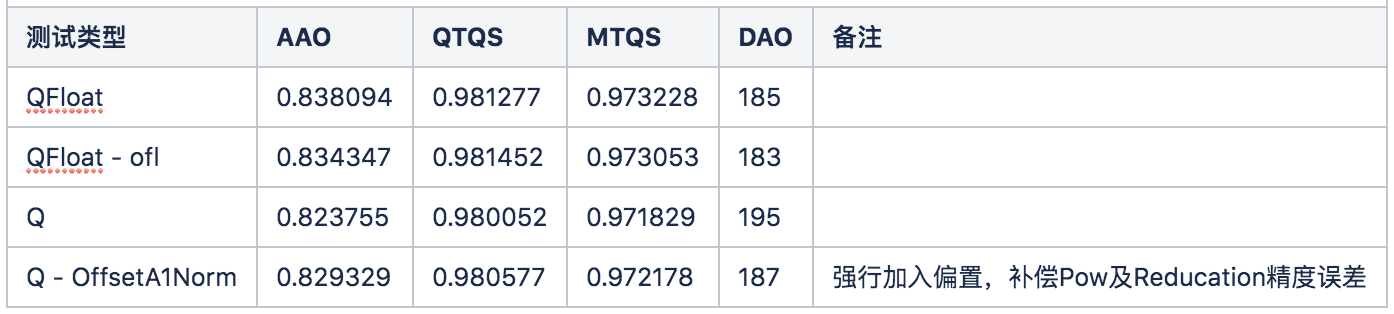 测试类型 AAO QTQS MTQS DAO 备注
QFloat 0.838094 0.981277 0.973228 185
QFloat - ofl 0.834347 0.981452 0.973053 183
Q 0.823755 0.980052 0.971829 195
Q - OffsetA1Norm 0.829329 0.980577 0.972178 187 强行加入偏置，补偿Pow及Reducation精度误差